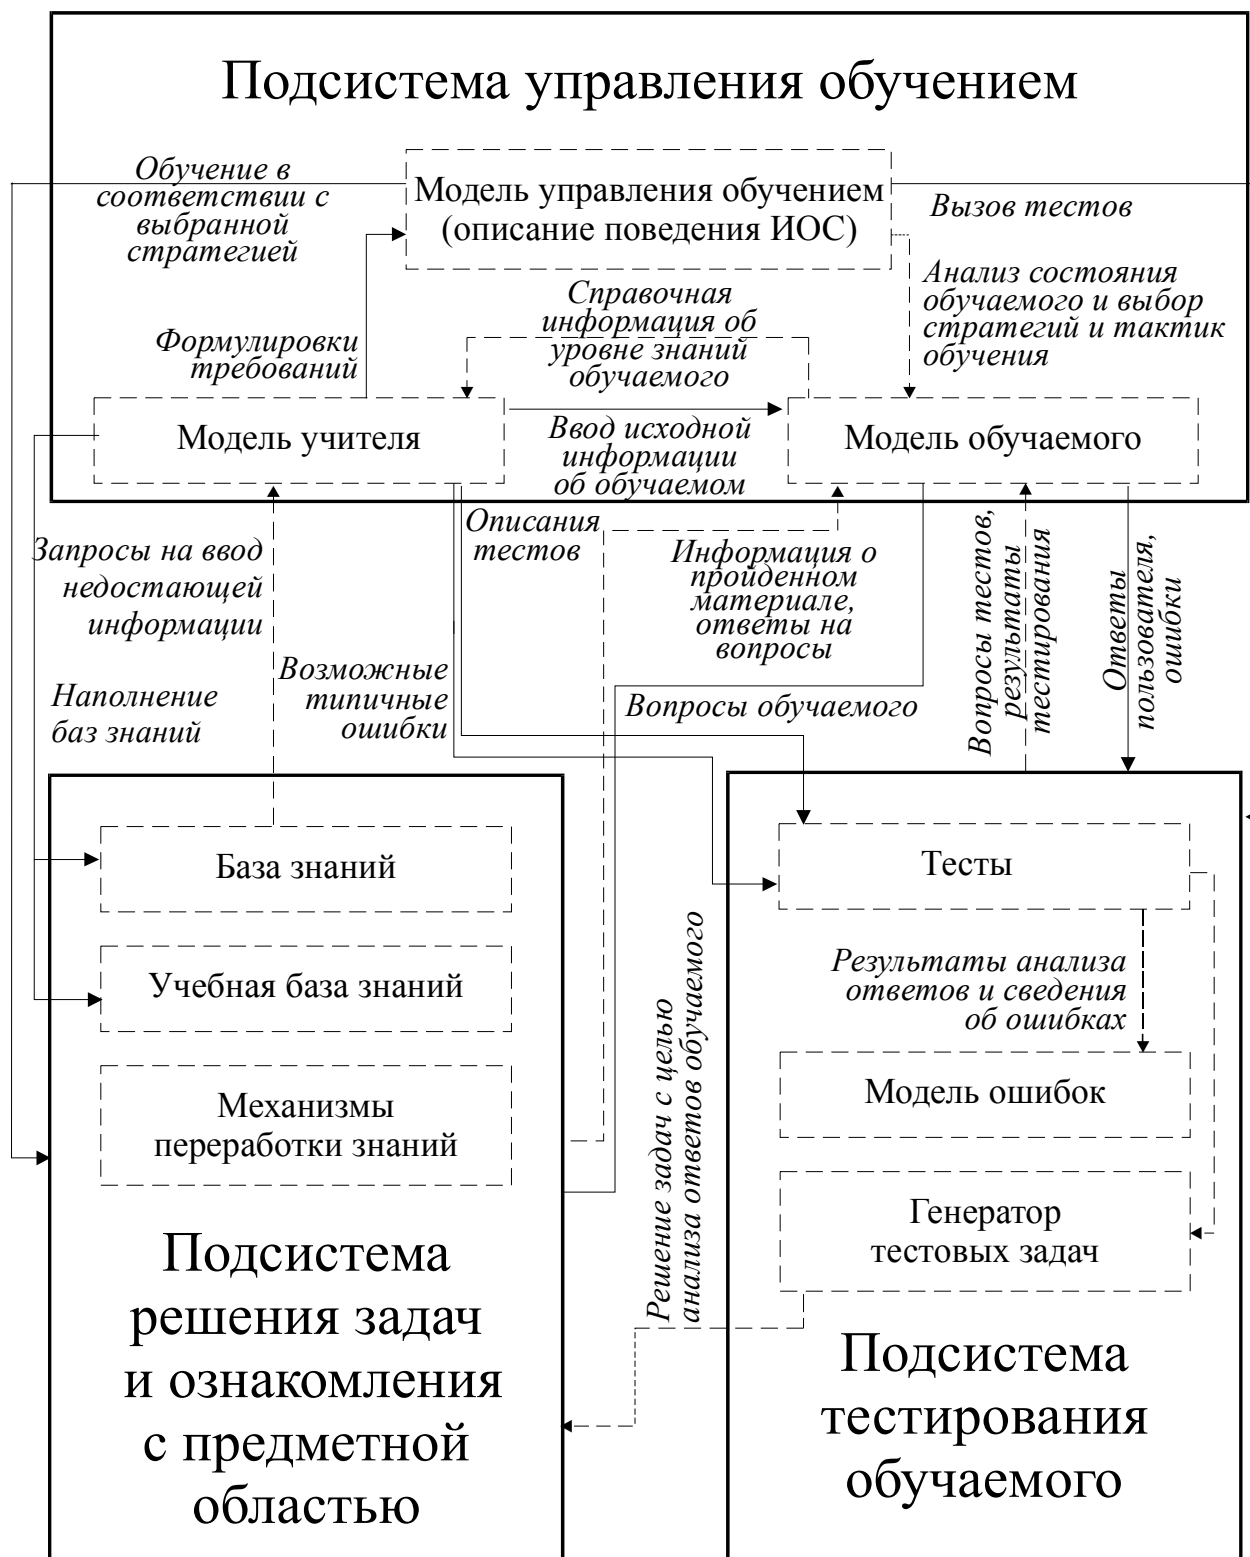 Подсистема управления обучением
Обучение в
соответствии с
выбранной
стратегией
Модель управления обучением
(описание поведения ИОС)
Вызов тестов
Анализ состояния
обучаемого и выбор
стратегий и тактик
обучения
Справочная
информация об
уровне знаний
обучаемого
Формулировки
требований
Модель учителя
Ввод исходной
информации
об обучаемом
Модель обучаемого
Запросы на ввод
недостающей
информации
Описания
тестов
Информация о
пройденном
материале,
ответы на
вопросы
Вопросы тестов,
результаты
тестирования
Ответы
пользователя,
ошибки
Наполнение
баз знаний
Возможные
типичные
ошибки
Вопросы обучаемого
База знаний
Учебная база знаний
Механизмы
переработки знаний
Подсистема
решения задач
и ознакомления
с предметной
областью
Решение задач с целью
анализа ответов обучаемого
Тесты
Результаты анализа
ответов и сведения
об ошибках
Модель ошибок
Генератор
тестовых задач
Подсистема
тестирования
обучаемого